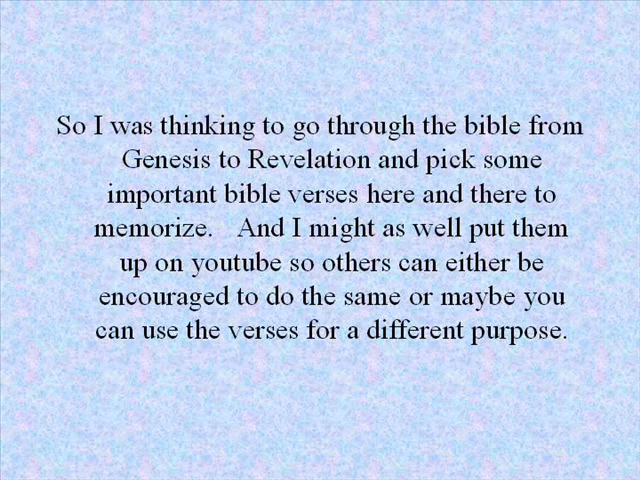 So I was thinking to go through the bible from
Genesis to Revelation and pick some
important bible verses here and there to
memorize.   And I might as well put them
up on youtube so others can either be
encouraged to do the same or maybe you
can use the verses for a different purpose.